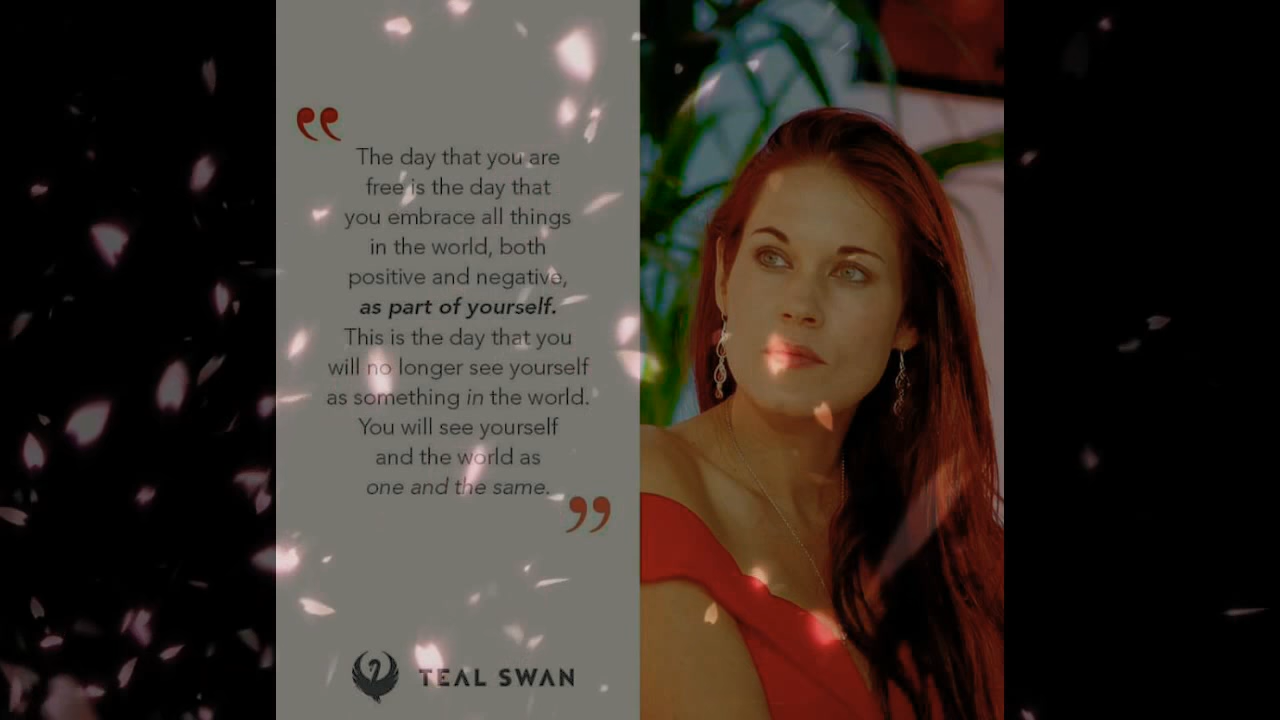 “
The day that you are
free is the day that
you embrace all things
in the world, both
positive and negative,
as part of yourself.
This is the day that you
will no longer see yourself
as something in the world.
You will see yourself
and the world as
one and the same.
”
TEAL SWAN